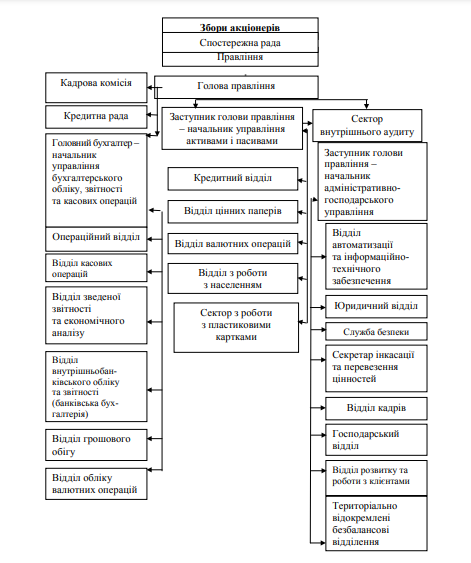 Збори акціонерів
Спостережна рада
Правління
Голова правління
Кадрова комісія
Кредитна рада
Головний бухгалтер –
начальник
управління
бухгалтерського
обліку, звітності
та касових операцій
Операційний відділ
Відділ касових
операцій
Відділ зведеної
звітності
та економічного
аналізу
Відділ
внутрішньобан-
ківського обліку
та звітності
(банківська бух-
галтерія)
Відділ грошового
обігу
Відділ обліку
валютних операцій
Заступник голови правління
– начальник управління
активами і пасивами
Кредитний відділ
Відділ цінних паперів
Відділ валютних операцій
Відділ з роботи
з населенням
Сектор з роботи
з пластиковими
картками
Сектор
внутрішнього аудиту
Заступник голови
правління –
начальник
адміністративно-
господарського
управління
Відділ
автоматизації
та інформаційно-
технічного
забезпечення
Юридичний відділ
Служба безпеки
Секретар інкасації
та перевезення
цінностей
Відділ кадрів
Господарський
відділ
Відділ розвитку та
роботи з клієнтами
Територіально
відокремлені
безбалансові
відділення